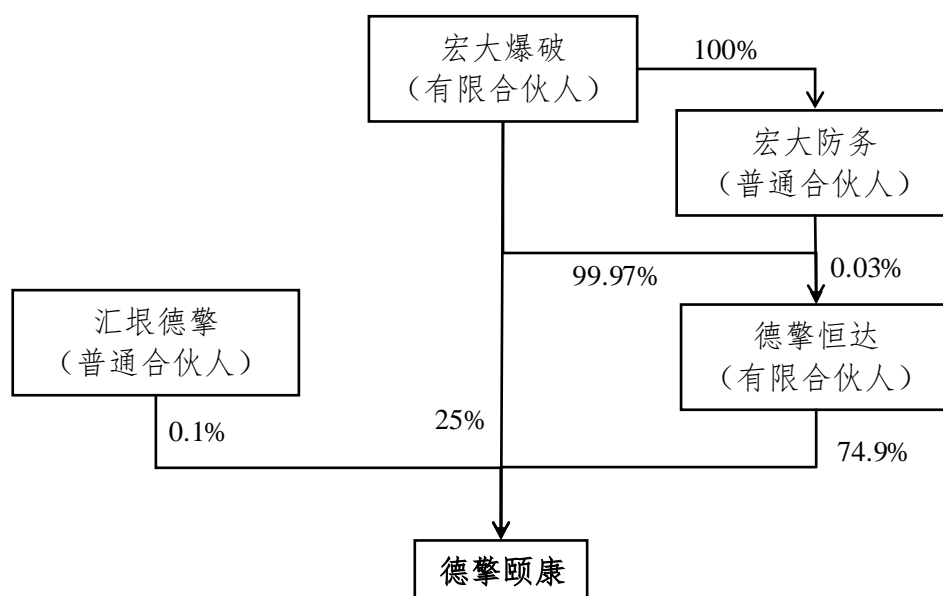 宏大爆破
（有限合伙人）
100%
宏大防务
（普通合伙人）
99.97%
0.03%
汇垠德擎
（普通合伙人）
德擎恒达
（有限合伙人）
0.1%
25%
74.9%
德擎颐康